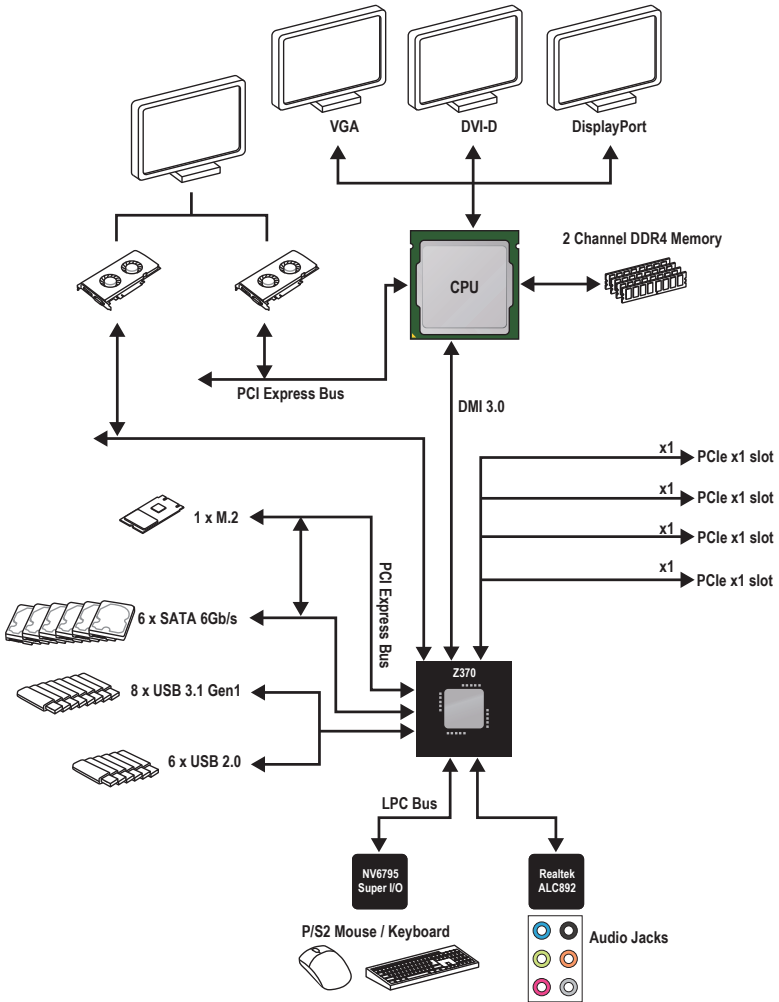 VGA
DVI-D
DisplayPort
2 Channel DDR4 Memory
CPU
PCI Express Bus
DMI 3.0
x1
PCIe x1 slot
x1
PCIe x1 slot
1 x M.2
x1
PCIe x1 slot
x1
PCIe x1 slot
PCI Express Bus
6 x SATA 6Gb/s
Z370
8 x USB 3.1 Gen1
6 x USB 2.0
LPC Bus
NV6795
Super I/O
Realtek
ALC892
P/S2 Mouse / Keyboard
Audio Jacks